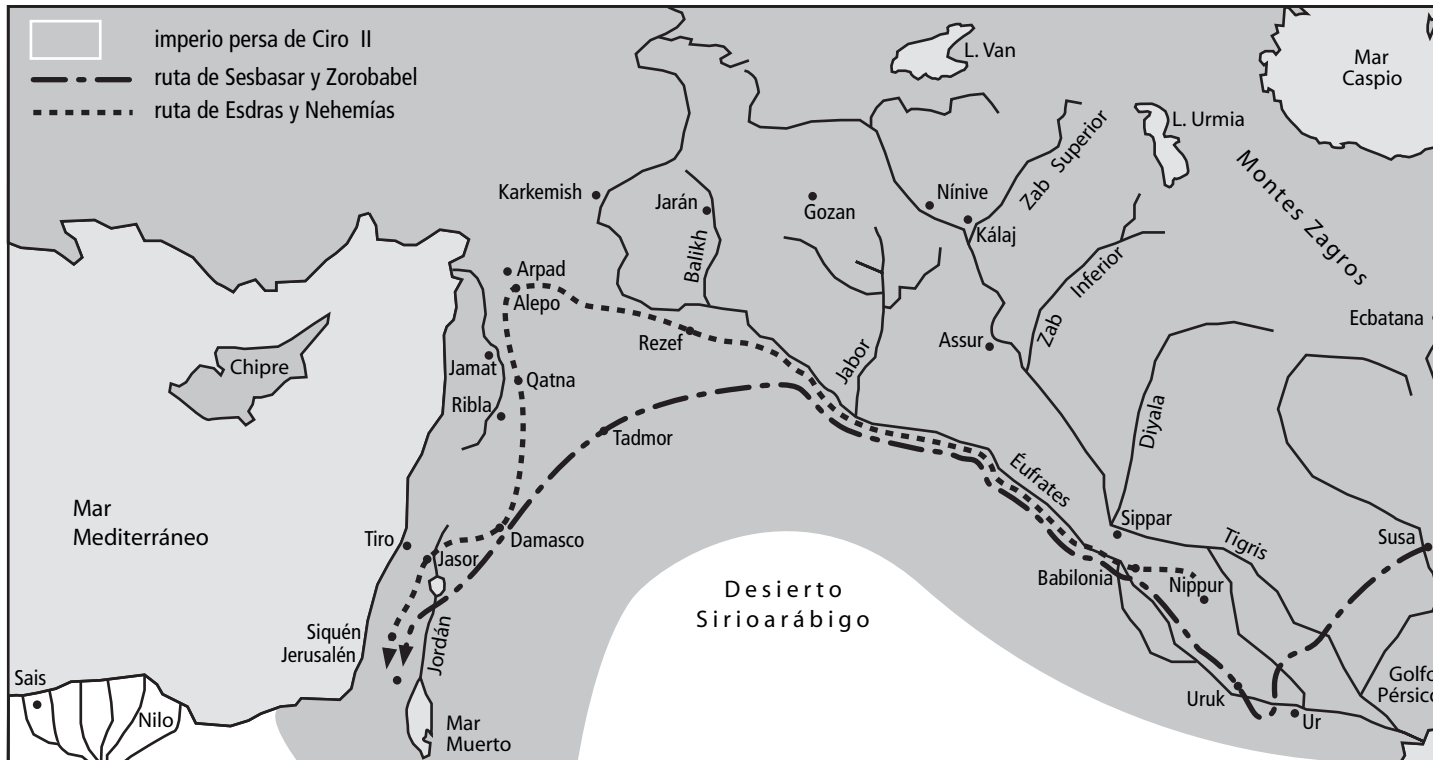 imperio persa de Ciro II
ruta de Sesbasar y Zorobabel
ruta de Esdras y Nehemías
L. Van
Mar
Caspio
L. Urmia
Zab Superior
Montes Zagros
Karkemish
Jarán
Gozan
Nínive
Kálaj
Balikh
Zab Inferior
Arpad
Alepo
Rezef
Jabor
Assur
Ecbatana
Chipre
Jamat
Qatna
Ribla
Tadmor
Diyala
Éufrates
Mar
Mediterráneo
Tiro
Jasor
Damasco
Sippar
Tigris
Susa
Desierto
Sirioarábigo
Babilonia
Nippur
Siquén
Jerusalén
Jordán
Sais
Nilo
Mar
Muerto
Uruk
Ur
Golfo
Pérsico